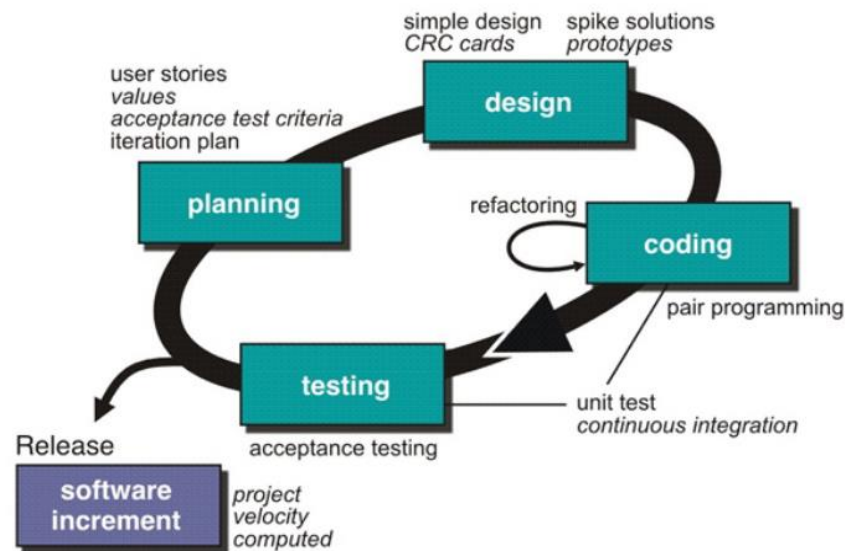 simple design
CRC cards
spike solutions
prototypes
user stories
values
acceptance test criteria
iteration plan
design
planning
refactoring
coding
pair programming
testing
unit test
continuous integration
acceptance testing
Release
software
increment
project
velocity
computed